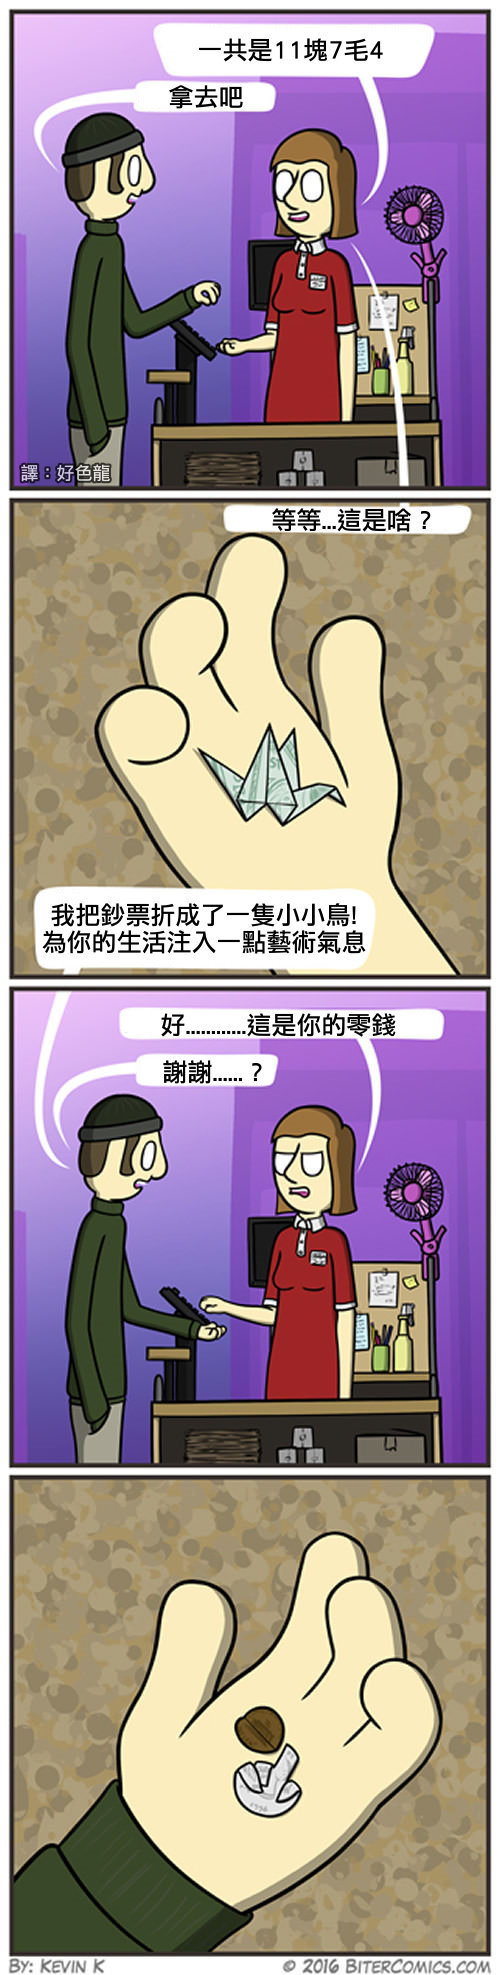 一共是11塊7毛4
拿去吧
譯：好色龍
等等...這是啥？
我把鈔票折成了一隻小小鳥!
為你的生活注入一點藝術氣息
好............這是你的零錢
謝謝......？
BY: KEVIN K
© 2016 BITERCOMICS.COM